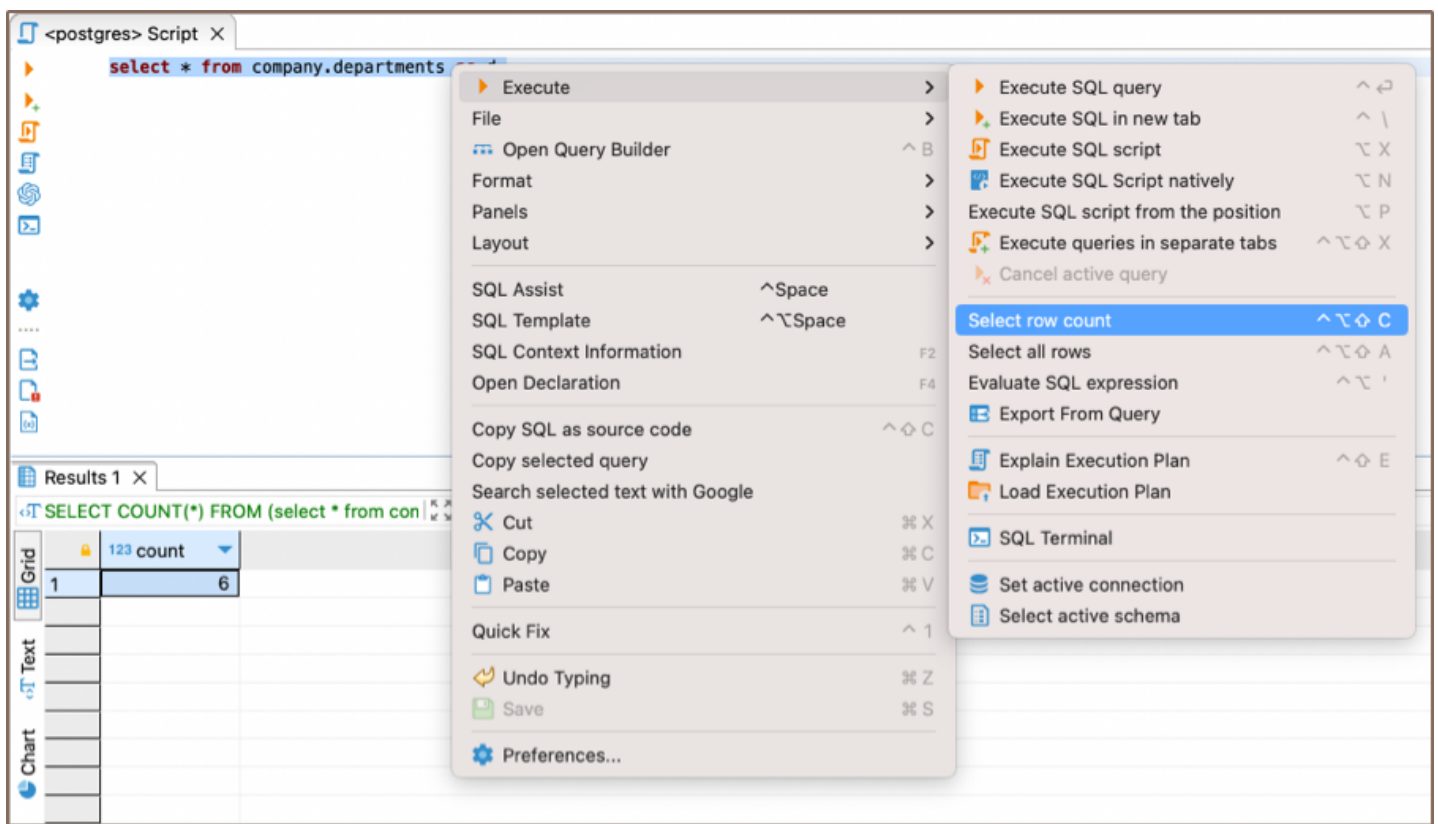 <postgres> Script
select * from company.departments
Execute
File
Open Query Builder ^ B
Format
Panels
Layout
SQL Assist ^Space
SQL Template ^⌥Space
SQL Context Information F2
Open Declaration F4
Copy SQL as source code ^⇧ C
Copy selected query
Search selected text with Google
Cut ⌘ X
Copy ⌘ C
Paste ⌘ V
Quick Fix ^ 1
Undo Typing ⌘ Z
Save ⌘ S
Preferences...
Execute SQL query ^ ↩
Execute SQL in new tab ^ \
Execute SQL script ⌥ X
Execute SQL Script natively ⌥ N
Execute SQL script from the position ⌥ P
Execute queries in separate tabs ^⌥⇧ X
Cancel active query
Select row count ^⌥⇧ C
Select all rows ^⌥⇧ A
Evaluate SQL expression ^⌥ '
Export From Query
Explain Execution Plan ^⇧ E
Load Execution Plan
SQL Terminal
Set active connection
Select active schema
Results 1
SELECT COUNT(*) FROM (select * from con
123 count
1 6
Grid
Text
Chart